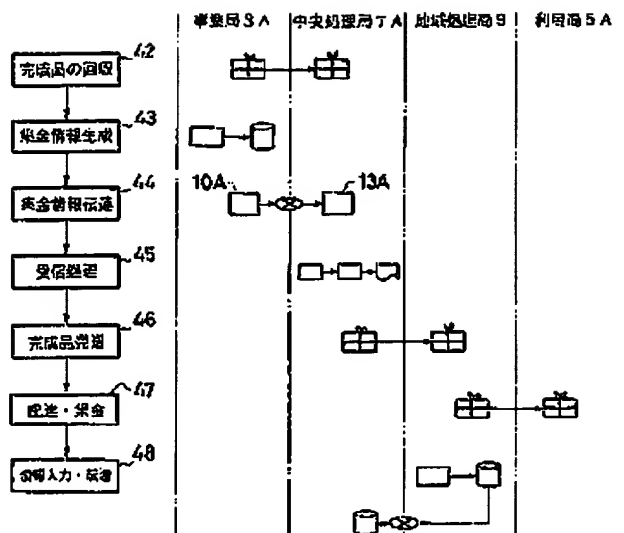 事業局3A 中央処理局7A 地域処理局9 利用局5A
完成品の回収 42
集金情報生成 43
集金情報伝達 44
10A 13A
受信処理 45
完成品発送 46
配達・集金 47
情報入力・伝達 48